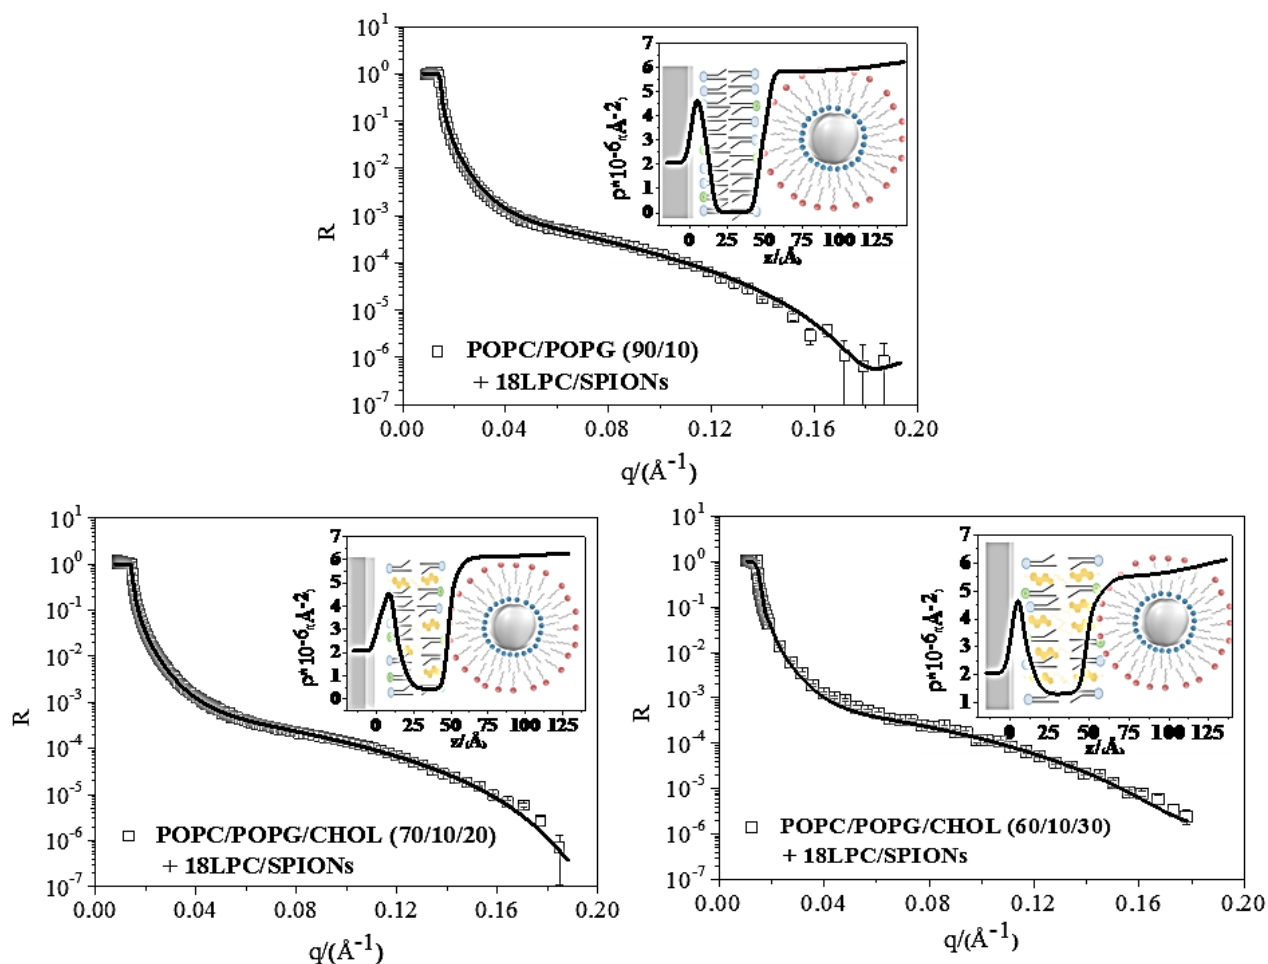 10^1
10^0
10^-1
10^-2
10^-3
10^-4
10^-5
10^-6
10^-7
R
0.00 0.04 0.08 0.12 0.16 0.20
q/(Å^-1)
POPC/POPG (90/10)
+ 18LPC/SPIONs
7
6
5
4
3
2
1
0
ρ*10^-6/(Å^-2)
0 25 50 75 100 125
z/(Å)
10^1
10^0
10^-1
10^-2
10^-3
10^-4
10^-5
10^-6
10^-7
R
0.00 0.04 0.08 0.12 0.16 0.20
q/(Å^-1)
POPC/POPG/CHOL (70/10/20)
+ 18LPC/SPIONs
7
6
5
4
3
2
1
0
ρ*10^-6/(Å^-2)
0 25 50 75 100 125
z/(Å)
10^1
10^0
10^-1
10^-2
10^-3
10^-4
10^-5
10^-6
10^-7
R
0.00 0.04 0.08 0.12 0.16 0.20
q/(Å^-1)
POPC/POPG/CHOL (60/10/30)
+ 18LPC/SPIONs
7
6
5
4
3
2
1
ρ*10^-6/(Å^-2)
0 25 50 75 100 125
z/(Å)